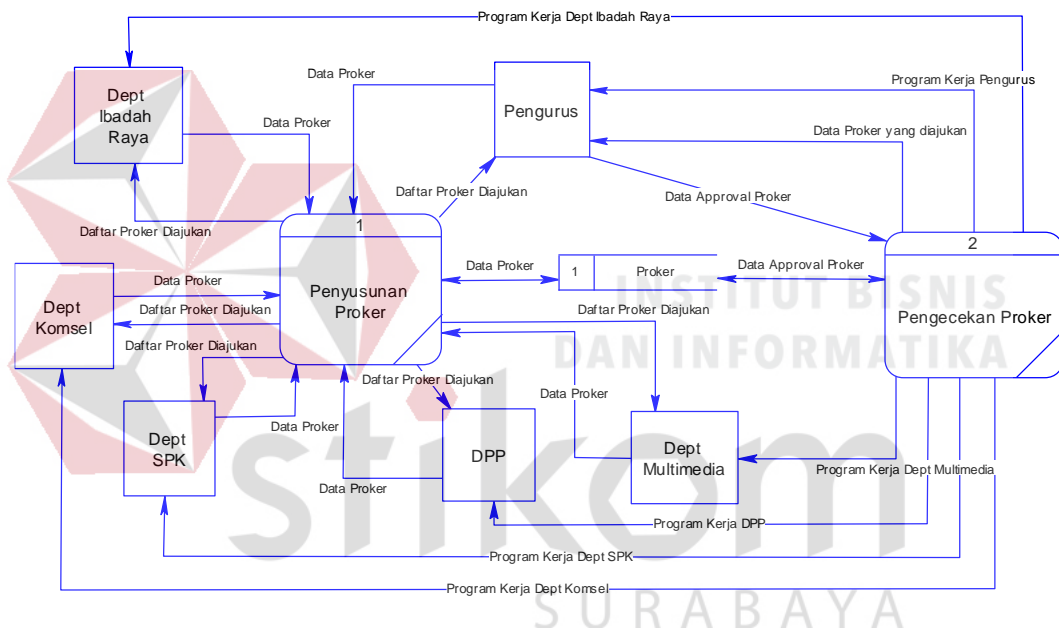 Program Kerja Dept Ibadah Raya
Dept
Ibadah
Raya
Data Proker
Pengurus
Program Kerja Pengurus
Data Proker
Data Proker yang diajukan
Daftar Proker Diajukan
Data Approval Proker
Daftar Proker Diajukan
1
2
Dept
Komsel
Data Proker
Daftar Proker Diajukan
Daftar Proker Diajukan
Penyusunan
Proker
Data Proker
1
Proker
Data Approval Proker
Pengecekan Proker
INSTITUT BISNIS
DAN INFORMATIKA
Daftar Proker Diajukan
Daftar Proker Diajukan
Data Proker
Dept
SPK
Data Proker
Data Proker
DPP
Dept
Multimedia
Program Kerja Dept Multimedia
stikom
Program Kerja DPP
Program Kerja Dept SPK
Program Kerja Dept Komsel
SURABAYA